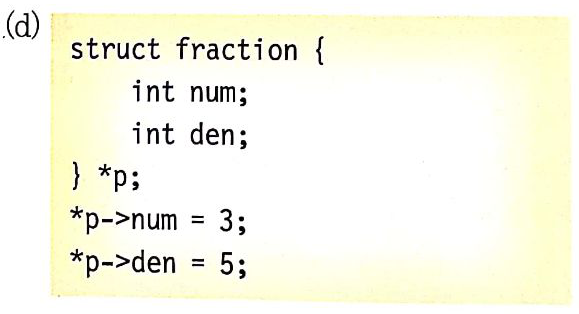 (d)
struct fraction {
    int num;
    int den;
} *p;
*p->num = 3;
*p->den = 5;